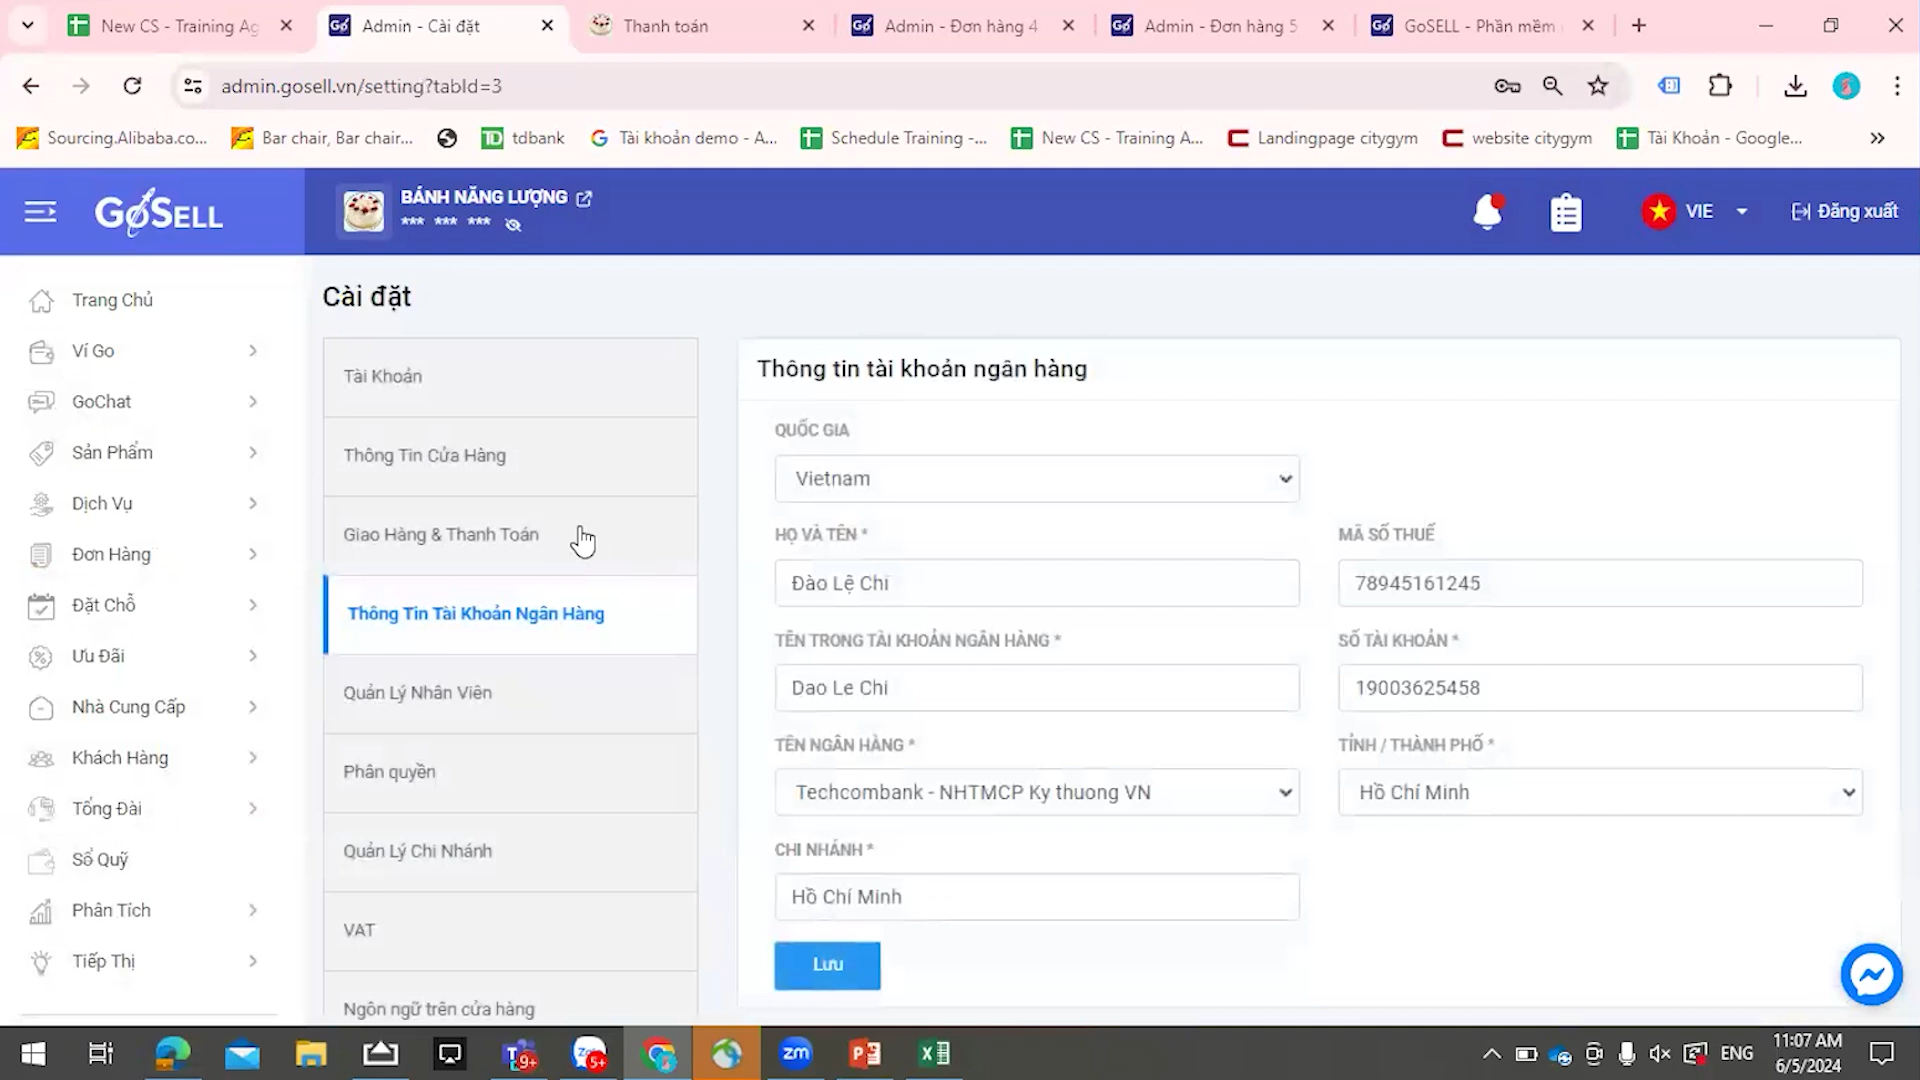 New CS - Training Ag
Admin - Cài đặt
Thanh toán
Admin - Đơn hàng 4
Admin - Đơn hàng 5
GoSELL - Phần mềm
admin.gosell.vn/setting?tabId=3
Sourcing.Alibaba.co...
Bar chair, Bar chair...
tdbank
Tài khoản demo - A...
Schedule Training -...
New CS - Training A...
Landingpage citygym
website citygym
Tài Khoản - Google...
GOSELL
BÁNH NĂNG LƯỢNG
*** *** ***
VIE
Đăng xuất
Trang Chủ
Ví Go
GoChat
Sản Phẩm
Dịch Vụ
Đơn Hàng
Đặt Chỗ
Ưu Đãi
Nhà Cung Cấp
Khách Hàng
Tổng Đài
Sổ Quỹ
Phân Tích
Tiếp Thị
Cài đặt
Tài Khoản
Thông Tin Cửa Hàng
Giao Hàng & Thanh Toán
Thông Tin Tài Khoản Ngân Hàng
Quản Lý Nhân Viên
Phân quyền
Quản Lý Chi Nhánh
VAT
Ngôn ngữ trên cửa hàng
Thông tin tài khoản ngân hàng
QUỐC GIA
Vietnam
HỌ VÀ TÊN *
MÃ SỐ THUẾ
Đào Lệ Chi
78945161245
TÊN TRONG TÀI KHOẢN NGÂN HÀNG *
SỐ TÀI KHOẢN *
Dao Le Chi
19003625458
TÊN NGÂN HÀNG *
TỈNH / THÀNH PHỐ *
Techcombank - NHTMCP Ky thuong VN
Hồ Chí Minh
CHI NHÁNH *
Hồ Chí Minh
Lưu
9+
5+
zm
ENG
11:07 AM
6/5/2024